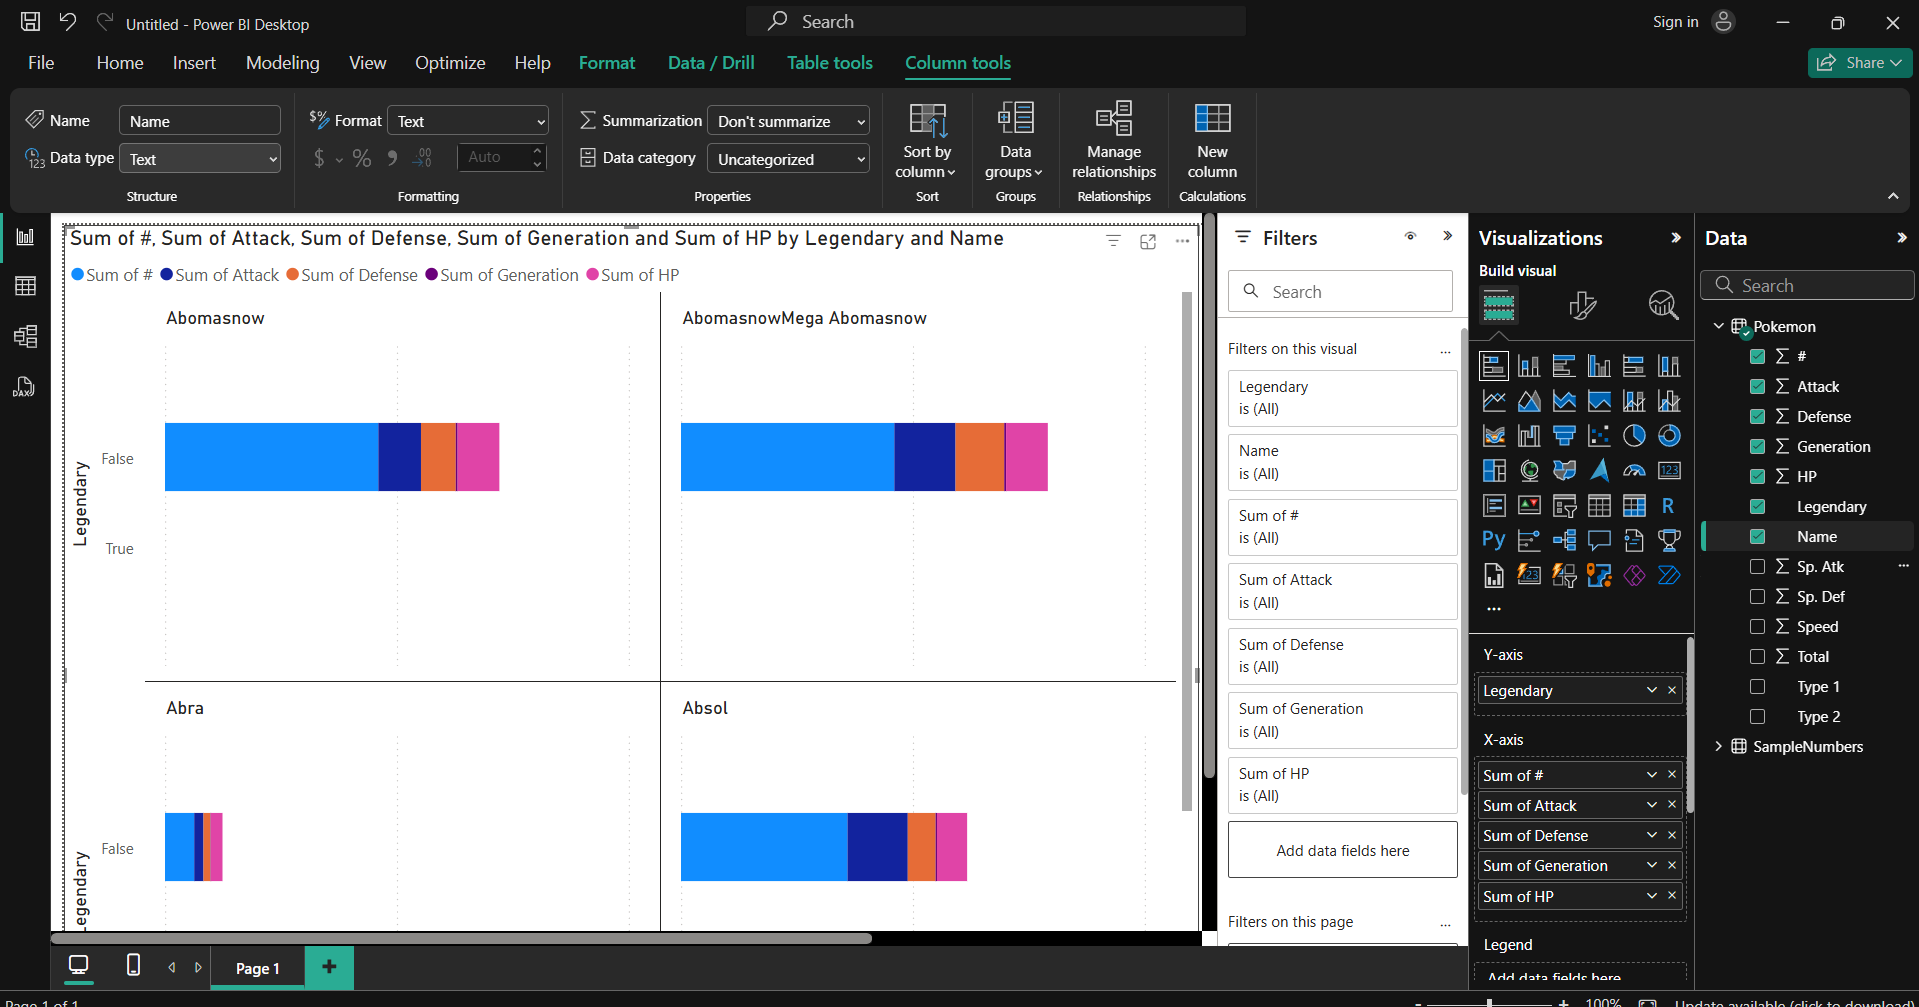 Untitled - Power BI Desktop
Search
Sign in
File
Home
Insert
Modeling
View
Optimize
Help
Format
Data / Drill
Table tools
Column tools
Share
Name
Name
Data type
Text
Structure
Format
Text
$
%
Auto
Formatting
Summarization
Don't summarize
Data category
Uncategorized
Properties
Sort by
column
Sort
Data
groups
Groups
Manage
relationships
Relationships
New
column
Calculations
DAX
Sum of #, Sum of Attack, Sum of Defense, Sum of Generation and Sum of HP by Legendary and Name
Sum of #
Sum of Attack
Sum of Defense
Sum of Generation
Sum of HP
Abomasnow
AbomasnowMega Abomasnow
Legendary
False
True
Abra
Absol
Legendary
False
Filters
Search
Filters on this visual
Legendary
is (All)
Name
is (All)
Sum of #
is (All)
Sum of Attack
is (All)
Sum of Defense
is (All)
Sum of Generation
is (All)
Sum of HP
is (All)
Add data fields here
Filters on this page
Visualizations
Build visual
123
R
Py
123
Y-axis
Legendary
X-axis
Sum of #
Sum of Attack
Sum of Defense
Sum of Generation
Sum of HP
Legend
Add data fields here
Data
Search
Pokemon
#
Attack
Defense
Generation
HP
Legendary
Name
Sp. Atk
Sp. Def
Speed
Total
Type 1
Type 2
SampleNumbers
Page 1
Page 1 of 1
100%
Update available (click to download)